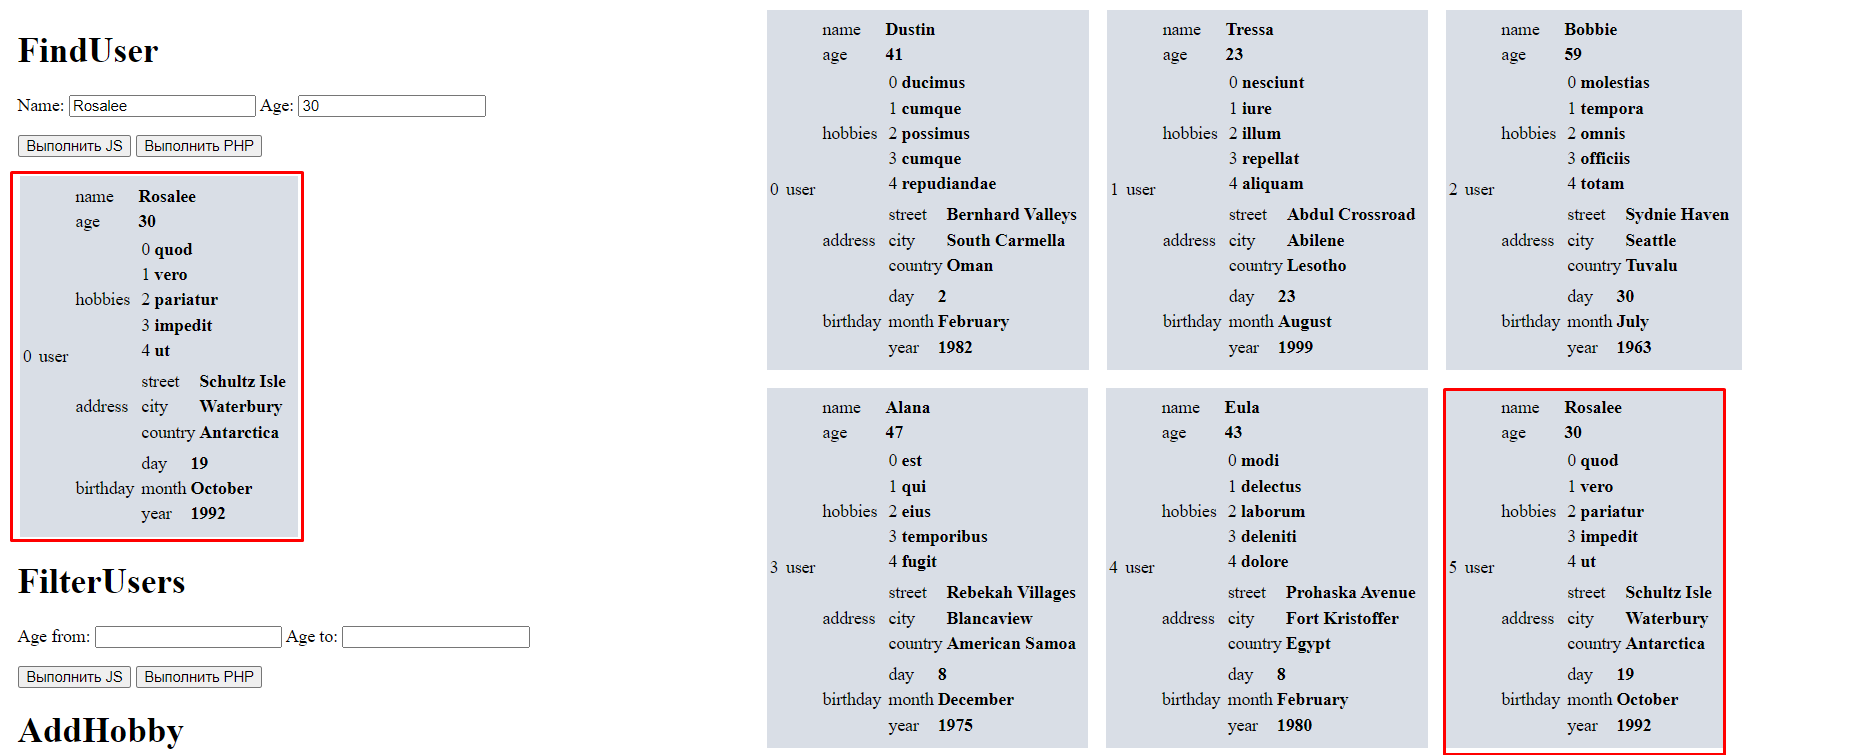 FindUser
Name: Rosalee Age: 30
Выполнить JS Выполнить PHP
name Rosalee
age 30
0 quod
1 vero
hobbies 2 pariatur
3 impedit
4 ut
0 user
street Schultz Isle
address city Waterbury
country Antarctica
day 19
birthday month October
year 1992
FilterUsers
Age from: Age to:
Выполнить JS Выполнить PHP
AddHobby
name Dustin
age 41
0 ducimus
1 cumque
hobbies 2 possimus
3 cumque
4 repudiandae
0 user
street Bernhard Valleys
address city South Carmella
country Oman
day 2
birthday month February
year 1982
name Tressa
age 23
0 nesciunt
1 iure
hobbies 2 illum
3 repellat
4 aliquam
1 user
street Abdul Crossroad
address city Abilene
country Lesotho
day 23
birthday month August
year 1999
name Bobbie
age 59
0 molestias
1 tempora
hobbies 2 omnis
3 officiis
4 totam
2 user
street Sydnie Haven
address city Seattle
country Tuvalu
day 30
birthday month July
year 1963
name Alana
age 47
0 est
1 qui
hobbies 2 eius
3 temporibus
4 fugit
3 user
street Rebekah Villages
address city Blancaview
country American Samoa
day 8
birthday month December
year 1975
name Eula
age 43
0 modi
1 delectus
hobbies 2 laborum
3 deleniti
4 dolore
4 user
street Prohaska Avenue
address city Fort Kristoffer
country Egypt
day 8
birthday month February
year 1980
name Rosalee
age 30
0 quod
1 vero
hobbies 2 pariatur
3 impedit
4 ut
5 user
street Schultz Isle
address city Waterbury
country Antarctica
day 19
birthday month October
year 1992